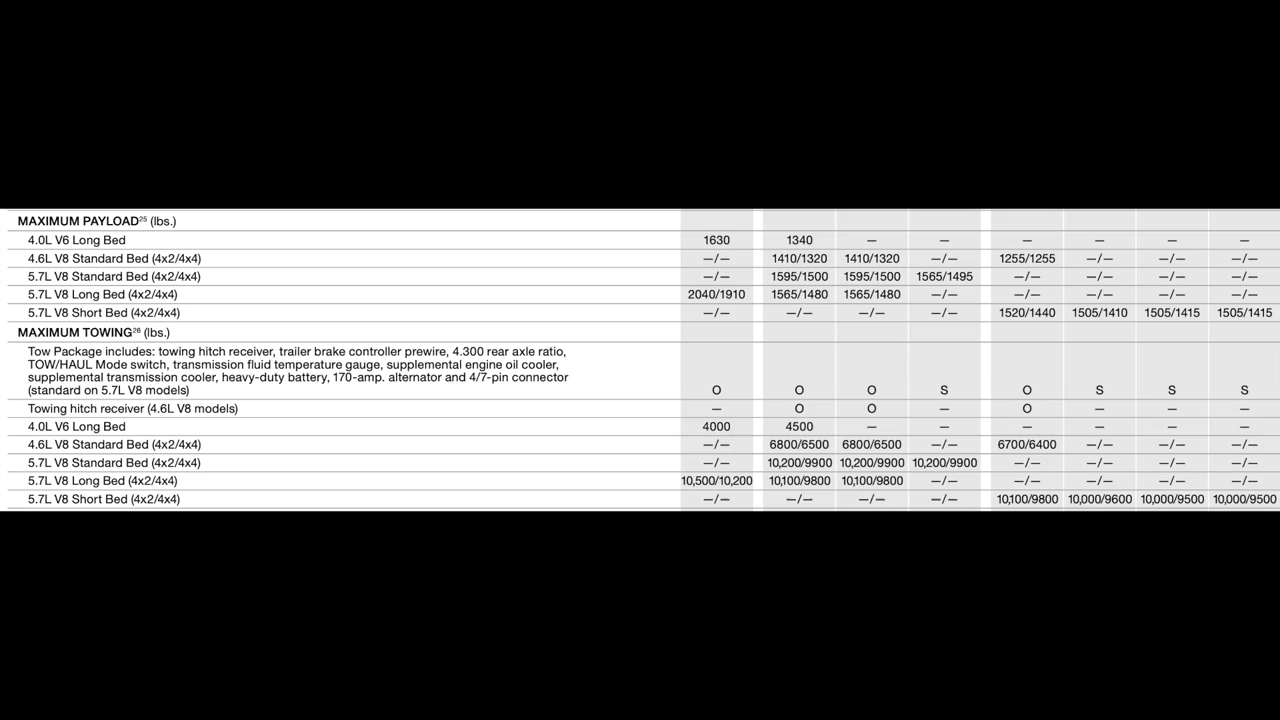 MAXIMUM PAYLOAD25 (lbs.)
4.0L V6 Long Bed 1630 1340 — — — — — —
4.6L V8 Standard Bed (4x2/4x4) —/— 1410/1320 1410/1320 —/— 1255/1255 —/— —/— —/—
5.7L V8 Standard Bed (4x2/4x4) —/— 1595/1500 1595/1500 1565/1495 —/— —/— —/— —/—
5.7L V8 Long Bed (4x2/4x4) 2040/1910 1565/1480 1565/1480 —/— —/— —/— —/— —/—
5.7L V8 Short Bed (4x2/4x4) —/— —/— —/— —/— 1520/1440 1505/1410 1505/1415 1505/1415
MAXIMUM TOWING26 (lbs.)
Tow Package includes: towing hitch receiver, trailer brake controller prewire, 4.300 rear axle ratio,
TOW/HAUL Mode switch, transmission fluid temperature gauge, supplemental engine oil cooler,
supplemental transmission cooler, heavy-duty battery, 170-amp. alternator and 4/7-pin connector
(standard on 5.7L V8 models) O O O S O S S S
Towing hitch receiver (4.6L V8 models) — O O — O — — —
4.0L V6 Long Bed 4000 4500 — — — — — —
4.6L V8 Standard Bed (4x2/4x4) —/— 6800/6500 6800/6500 —/— 6700/6400 —/— —/— —/—
5.7L V8 Standard Bed (4x2/4x4) —/— 10,200/9900 10,200/9900 10,200/9900 —/— —/— —/— —/—
5.7L V8 Long Bed (4x2/4x4) 10,500/10,200 10,100/9800 10,100/9800 —/— —/— —/— —/— —/—
5.7L V8 Short Bed (4x2/4x4) —/— —/— —/— —/— 10,100/9800 10,000/9600 10,000/9500 10,000/9500